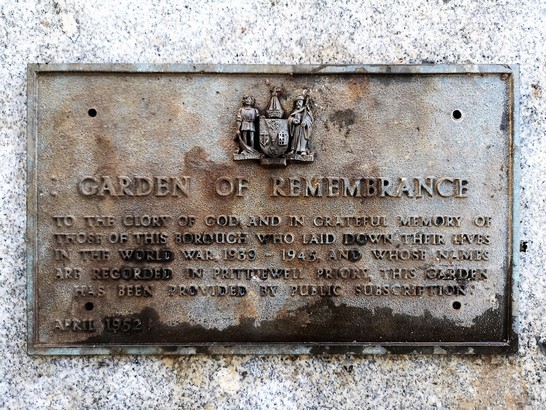 GARDEN OF REMEMBRANCE
TO THE GLORY OF GOD, AND IN GRATEFUL MEMORY OF
THOSE OF THIS BOROUGH WHO LAID DOWN THEIR LIVES
IN THE WORLD WAR, 1939 - 1945, AND WHOSE NAMES
ARE RECORDED IN PRITTLEWELL PRIORY, THIS GARDEN
HAS BEEN PROVIDED BY PUBLIC SUBSCRIPTION.
APRIL 1952